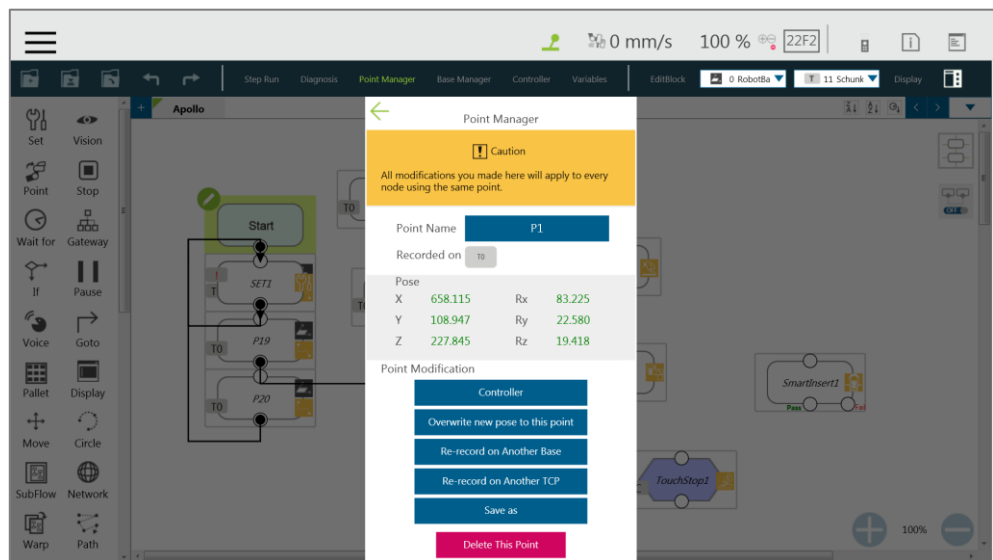 0 mm/s 100 % 22F2
Step Run Diagnosis Point Manager Base Manager Controller Variables EditBlock 0 RobotBa T 11 Schunk Display
+ Apollo
Set Vision
Point Stop
Wait for Gateway
If Pause
Voice Goto
Pallet Display
Move Circle
SubFlow Network
Warp Path
Start
SET1
T
P19
T0
P20
T0
T0
Point Manager
Caution
All modifications you made here will apply to every
node using the same point.
Point Name P1
Recorded on T0
Pose
X 658.115 Rx 83.225
Y 108.947 Ry 22.580
Z 227.845 Rz 19.418
Point Modification
Controller
Overwrite new pose to this point
Re-record on Another Base
Re-record on Another TCP
Save as
Delete This Point
OFF
SmartInsert1
Pass Fail
TouchStop1
100%